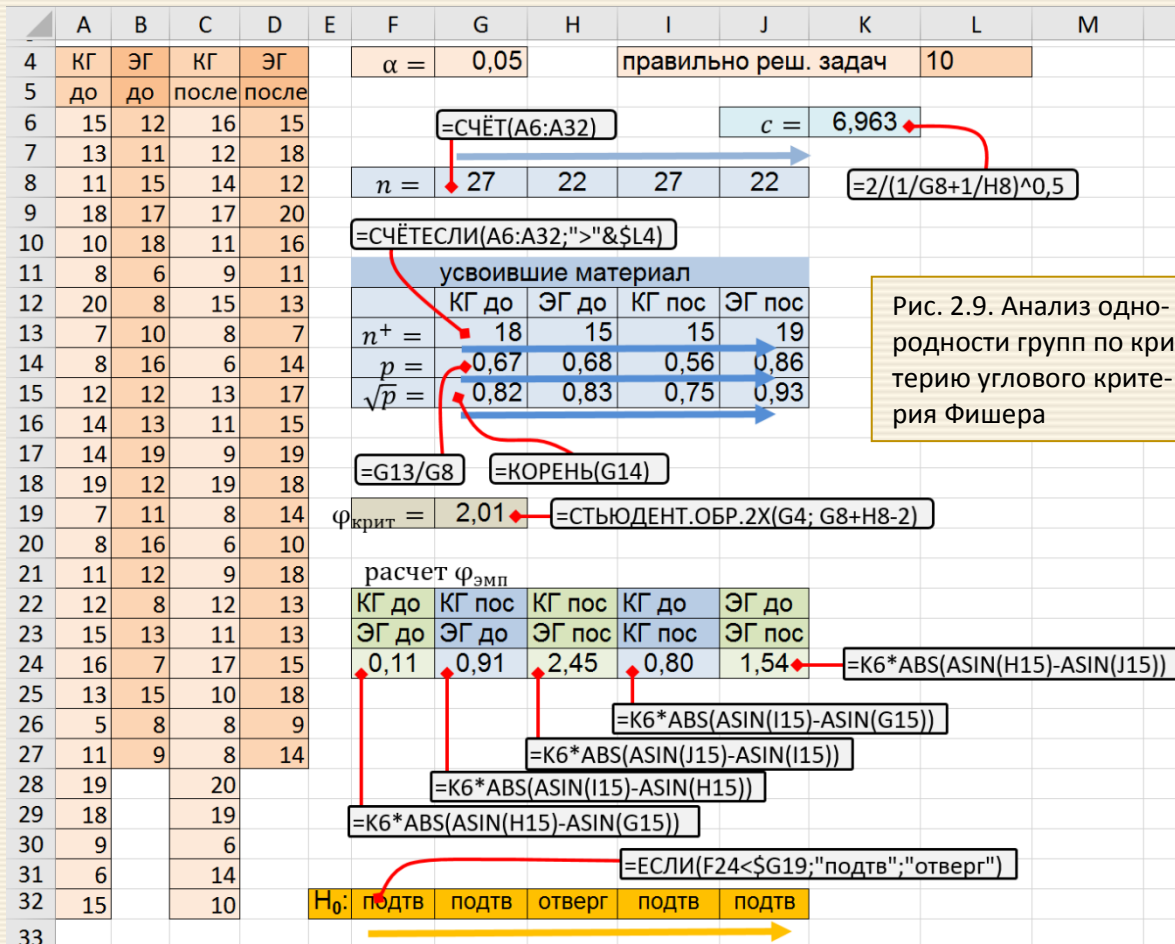 A B C D E F G H I J K L M
4 КГ ЭГ КГ ЭГ α = 0,05 правильно реш. задач 10
5 до до после после
6 15 12 16 15 =СЧЁТ(A6:A32) c = 6,963
7 13 11 12 18
8 11 15 14 12 n = 27 22 27 22 =2/(1/G8+1/H8)^0,5
9 18 17 17 20
10 10 18 11 16 =СЧЁТЕСЛИ(A6:A32;">"&$L4)
11 8 6 9 11 усвоившие материал
12 20 8 15 13 КГ до ЭГ до КГ пос ЭГ пос
13 7 10 8 7 n⁺ = 18 15 15 19
14 8 16 6 14 p = 0,67 0,68 0,56 0,86
15 12 12 13 17 √p = 0,82 0,83 0,75 0,93
Рис. 2.9. Анализ одно-
родности групп по кри
терию углового крите-
рия Фишера
16 14 13 11 15
17 14 19 9 19 =G13/G8 =КОРЕНЬ(G14)
18 19 12 19 18
19 7 11 8 14 φкрит = 2,01 =СТЬЮДЕНТ.ОБР.2X(G4; G8+H8-2)
20 8 16 6 10
21 11 12 9 18 расчет φэмп
22 12 8 12 13 КГ до КГ пос КГ пос КГ до ЭГ до
23 15 13 11 13 ЭГ до ЭГ до ЭГ пос КГ пос ЭГ пос
24 16 7 17 15 0,11 0,91 2,45 0,80 1,54 =K6*ABS(ASIN(H15)-ASIN(J15))
25 13 15 10 18
26 5 8 8 9 =K6*ABS(ASIN(I15)-ASIN(G15))
27 11 9 8 14 =K6*ABS(ASIN(J15)-ASIN(I15))
28 19 20 =K6*ABS(ASIN(I15)-ASIN(H15))
29 18 19 =K6*ABS(ASIN(H15)-ASIN(G15))
30 9 6
31 6 14 =ЕСЛИ(F24<$G19;"подтв";"отверг")
32 15 10 H₀: подтв подтв отверг подтв подтв
33